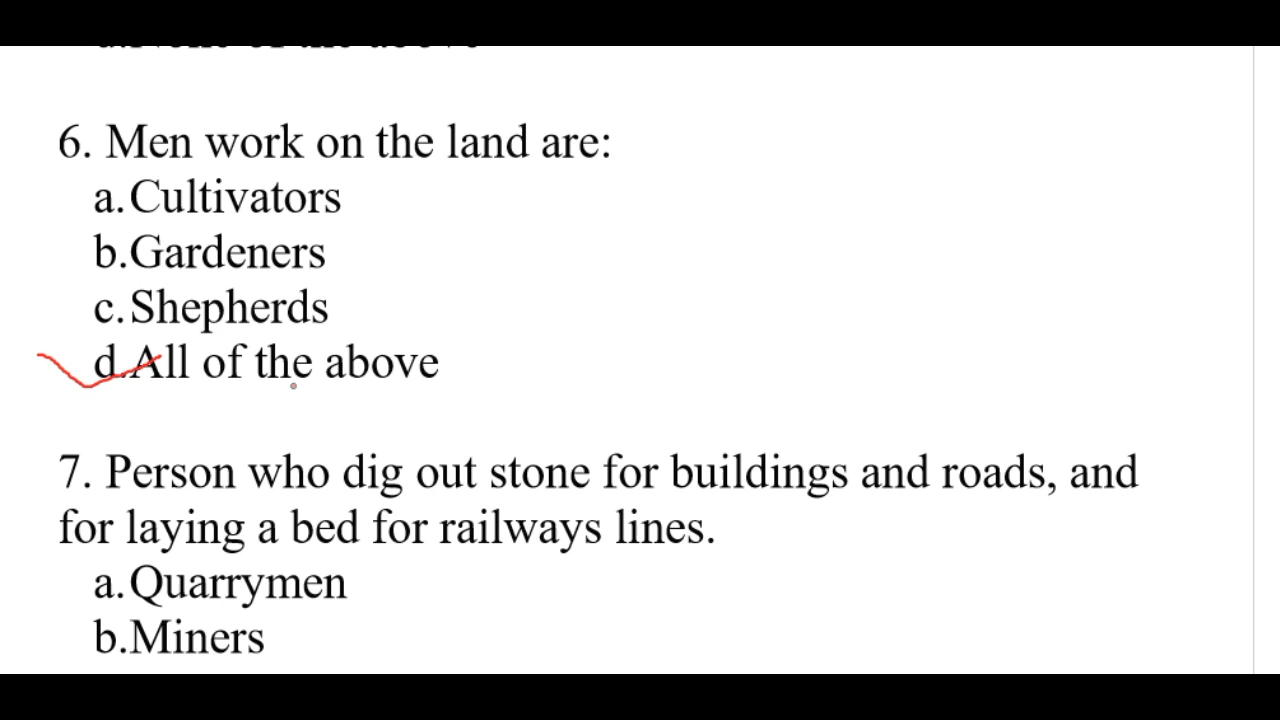 6. Men work on the land are:
a.Cultivators
b.Gardeners
c.Shepherds
d.All of the above
7. Person who dig out stone for buildings and roads, and
for laying a bed for railways lines.
a.Quarrymen
b.Miners